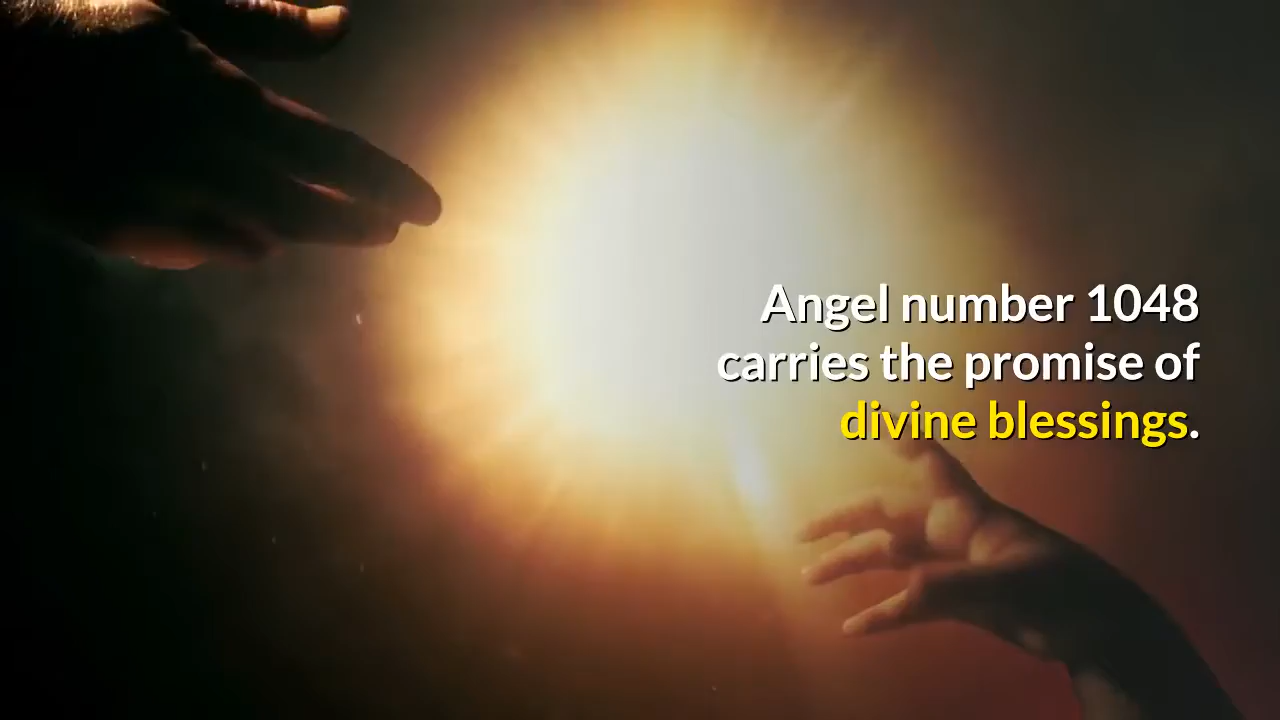 Angel number 1048
carries the promise of
divine blessings.